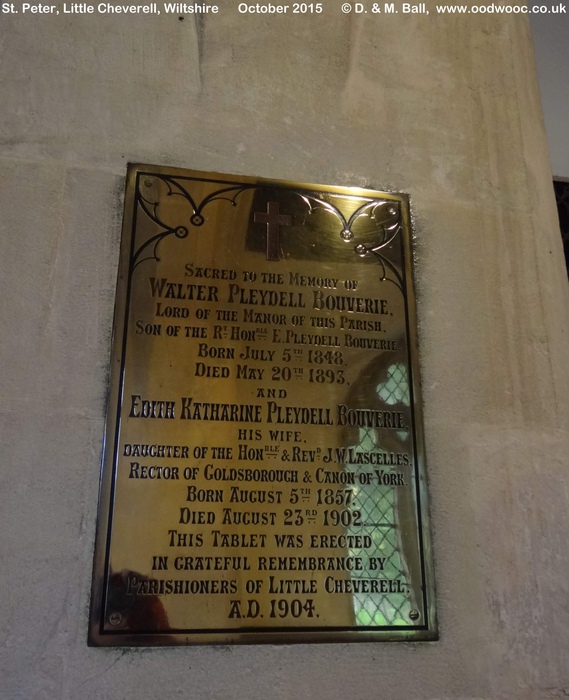 St. Peter, Little Cheverell, Wiltshire October 2015 © D. & M. Ball, www.oodwooc.co.uk
SACRED TO THE MEMORY OF
WALTER PLEYDELL BOUVERIE,
LORD OF THE MANOR OF THIS PARISH.
SON OF THE RT HONBLE E. PLEYDELL BOUVERIE
BORN JULY 5TH 1848.
DIED MAY 20TH 1893,
AND
EDITH KATHARINE PLEYDELL BOUVERIE,
HIS WIFE,
DAUGHTER OF THE HONBLE & REVD J.W. LASCELLES,
RECTOR OF GOLDSBOROUGH & CANON OF YORK.
BORN AUGUST 5TH 1857.
DIED AUGUST 23RD 1902.
THIS TABLET WAS ERECTED
IN GRATEFUL REMEMBRANCE BY
PARISHIONERS OF LITTLE CHEVERELL,
A.D. 1904.